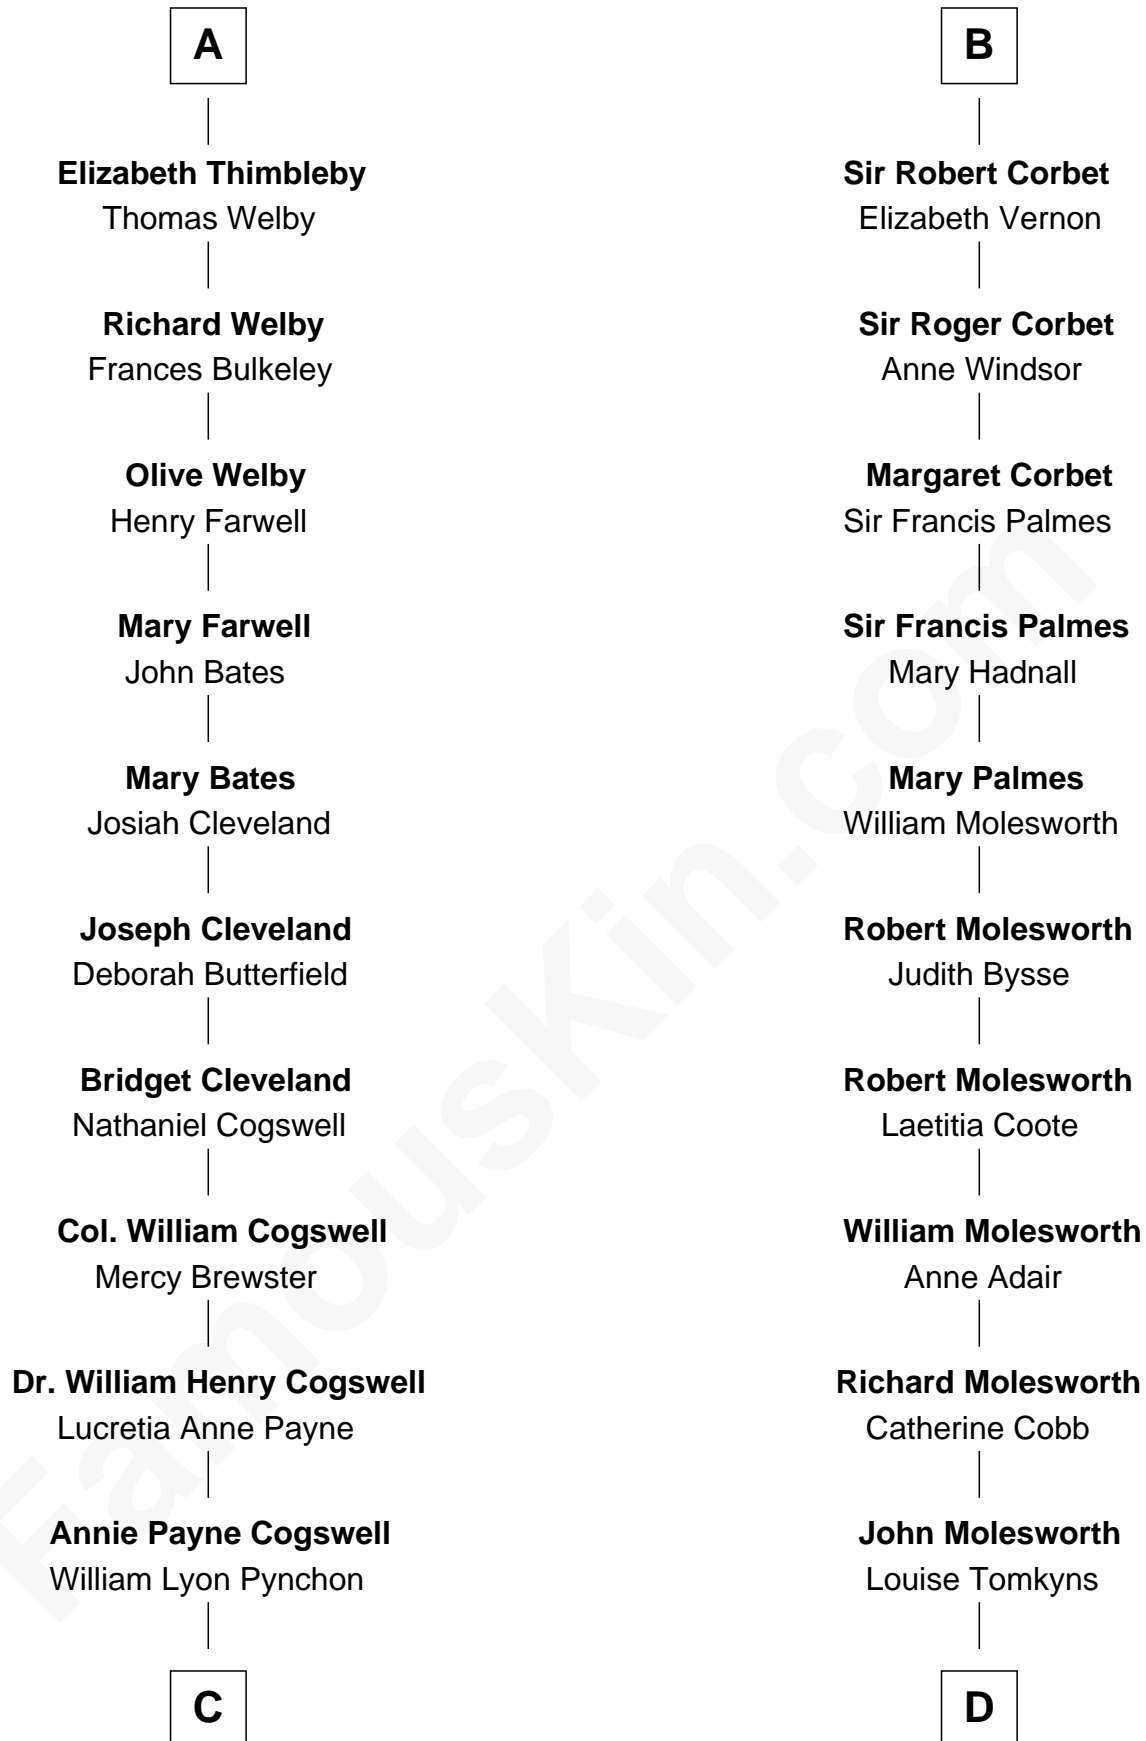 A
Elizabeth Thimbleby
Thomas Welby
Richard Welby
Frances Bulkeley
Olive Welby
Henry Farwell
Mary Farwell
John Bates
Mary Bates
Josiah Cleveland
Joseph Cleveland
Deborah Butterfield
Bridget Cleveland
Nathaniel Cogswell
Col. William Cogswell
Mercy Brewster
Dr. William Henry Cogswell
Lucretia Anne Payne
Annie Payne Cogswell
William Lyon Pynchon
C
B
Sir Robert Corbet
Elizabeth Vernon
Sir Roger Corbet
Anne Windsor
Margaret Corbet
Sir Francis Palmes
Sir Francis Palmes
Mary Hadnall
Mary Palmes
William Molesworth
Robert Molesworth
Judith Bysse
Robert Molesworth
Laetitia Coote
William Molesworth
Anne Adair
Richard Molesworth
Catherine Cobb
John Molesworth
Louise Tomkyns
D
FamousKin.com